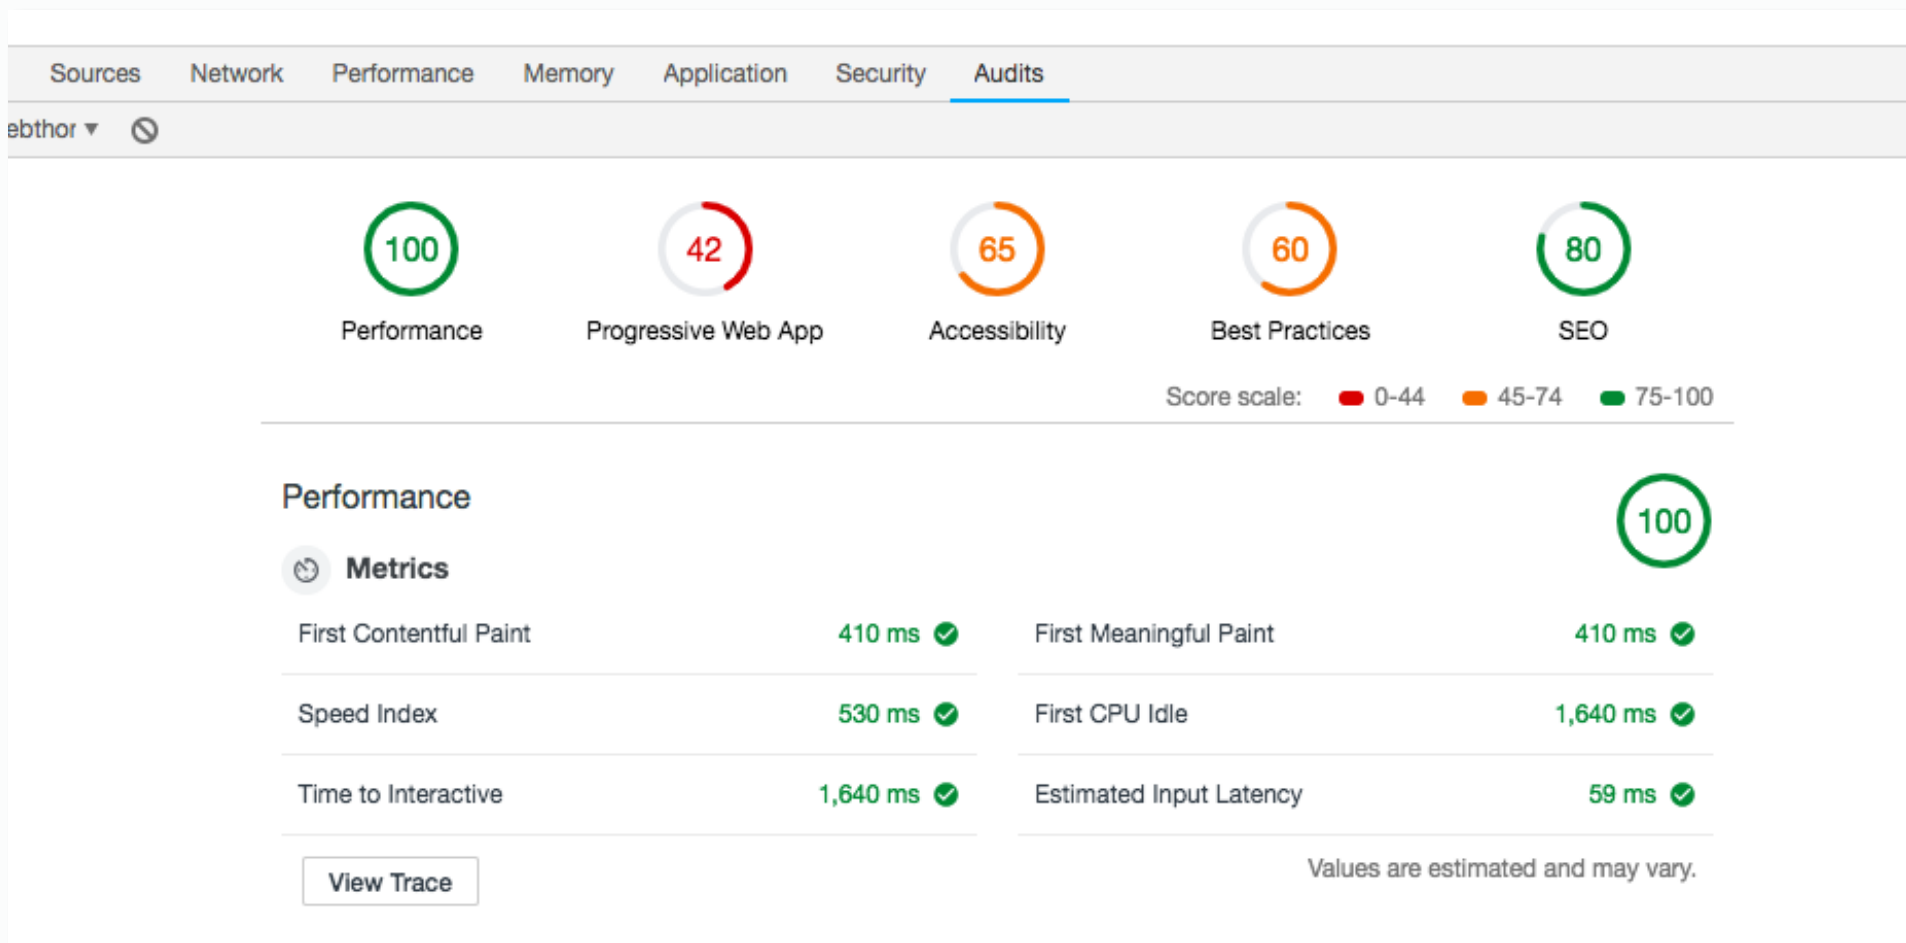 Sources Network Performance Memory Application Security Audits
ebthor
100 42 65 60 80
Performance Progressive Web App Accessibility Best Practices SEO
Score scale: 0-44 45-74 75-100
Performance
100
Metrics
First Contentful Paint 410 ms First Meaningful Paint 410 ms
Speed Index 530 ms First CPU Idle 1,640 ms
Time to Interactive 1,640 ms Estimated Input Latency 59 ms
View Trace
Values are estimated and may vary.